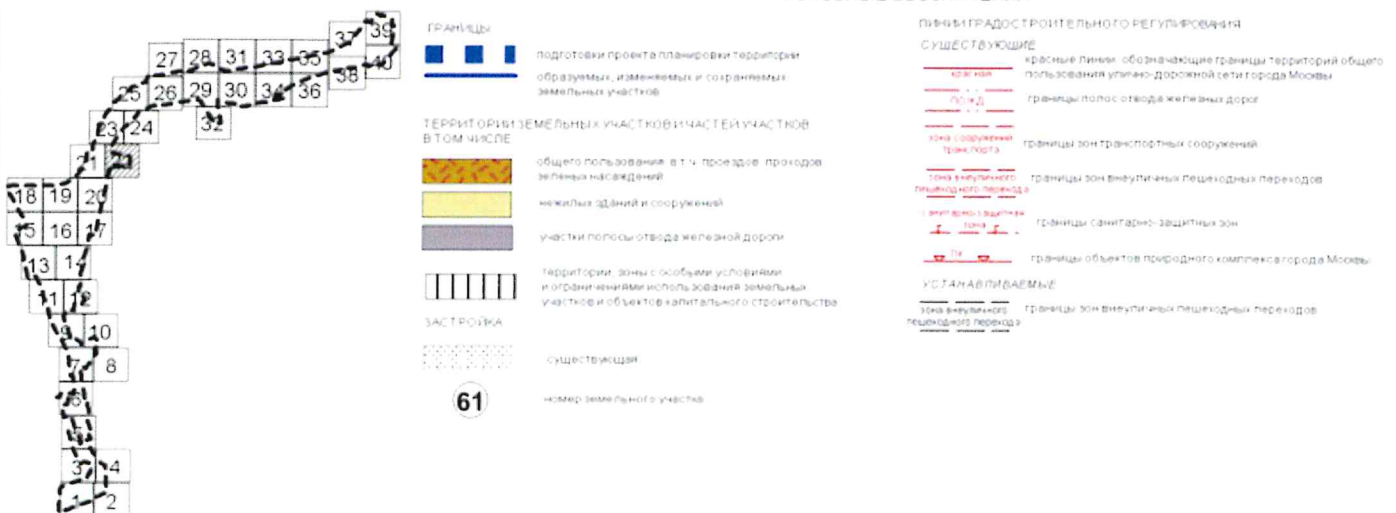 39
37
27 28 31 33 35
38 40
25 26 29 30 34 36
32
23 24
21
18 19 20
15 16 17
13 14
11 12
9 10
7 8
6
5
3 4
1 2
ГРАНИЦЫ
подготовки проекта планировки территории
образуемых, изменяемых и сохраняемых
земельных участков
ТЕРРИТОРИИ ЗЕМЕЛЬНЫХ УЧАСТКОВ И ЧАСТЕЙ УЧАСТКОВ
В ТОМ ЧИСЛЕ
общего пользования в т.ч. проездов, проходов
зеленых насаждений
нежилых зданий и сооружений
участки полосы отвода железной дороги
территории, зоны с особыми условиями
и ограничениями использования земельных
участков и объектов капитального строительства
ЗАСТРОЙКА
существующая
61
номер земельного участка
ЛИНИИ ГРАДОСТРОИТЕЛЬНОГО РЕГУЛИРОВАНИЯ
СУЩЕСТВУЮЩИЕ
красная
красные линии, обозначающие границы территорий общего
пользования улично-дорожной сети города Москвы
ПОЖД
границы полос отвода железных дорог
зона сооружений
транспорта
границы зон транспортных сооружений
зона внеуличного
пешеходного перехода
границы зон внеуличных пешеходных переходов
санитарно-защитная
зона
границы санитарно-защитных зон
ПК
границы объектов природного комплекса города Москвы
УСТАНАВЛИВАЕМЫЕ
зона внеуличного
пешеходного перехода
границы зон внеуличных пешеходных переходов